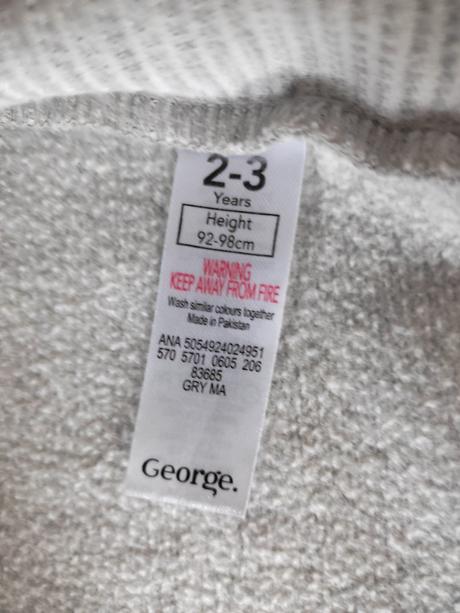 2-3
Years
Height
92-98cm
WARNING
KEEP AWAY FROM FIRE
Wash similar colours together
Made in Pakistan
ANA 5054924024951
570 5701 0605 206
83685
GRY MA
George.